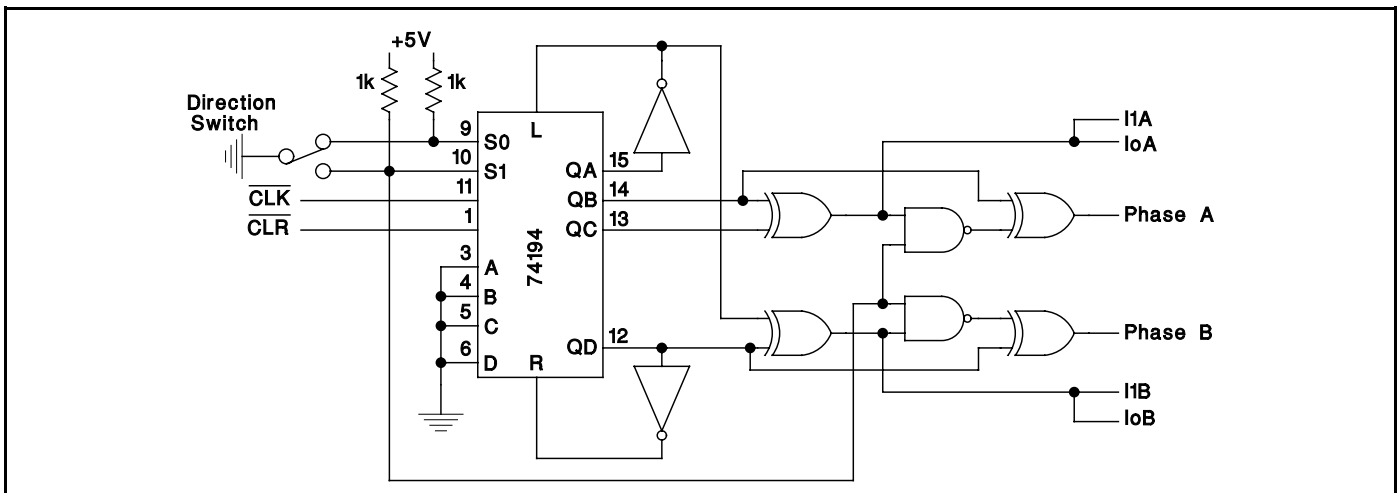 +5V
1k
1k
Direction
Switch
9
S0
10
S1
11
CLK
1
CLR
3
A
4
B
5
C
6
D
L
R
74194
QA
15
QB
14
QC
13
QD
12
I1A
IoA
Phase A
Phase B
I1B
IoB